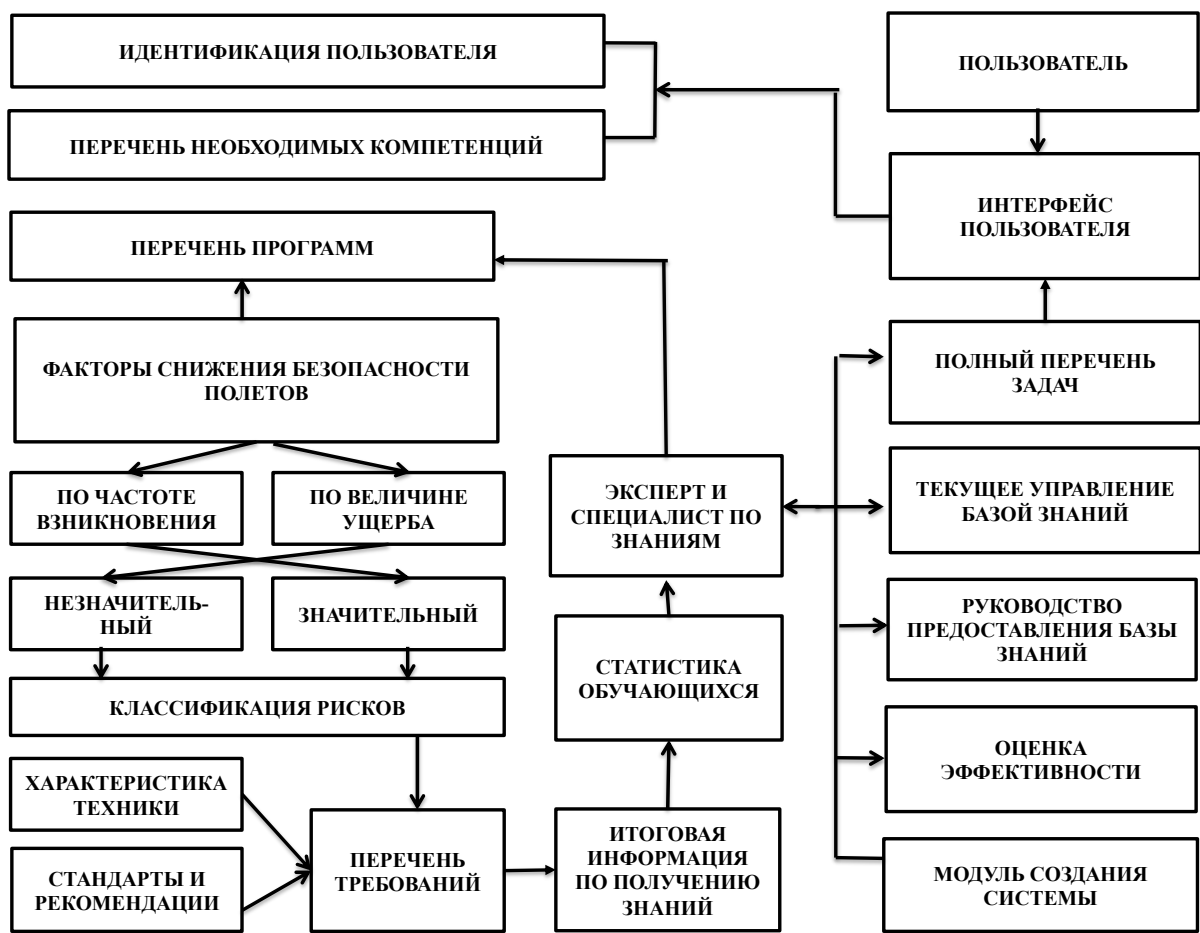 ИДЕНТИФИКАЦИЯ ПОЛЬЗОВАТЕЛЯ
ПОЛЬЗОВАТЕЛЬ
ПЕРЕЧЕНЬ НЕОБХОДИМЫХ КОМПЕТЕНЦИЙ
ИНТЕРФЕЙС
ПОЛЬЗОВАТЕЛЯ
ПЕРЕЧЕНЬ ПРОГРАММ
ФАКТОРЫ СНИЖЕНИЯ БЕЗОПАСНОСТИ
ПОЛЕТОВ
ПОЛНЫЙ ПЕРЕЧЕНЬ
ЗАДАЧ
ПО ЧАСТОТЕ
ВЗНИКНОВЕНИЯ
ПО ВЕЛИЧИНЕ
УЩЕРБА
ЭКСПЕРТ И
СПЕЦИАЛИСТ ПО
ЗНАНИЯМ
ТЕКУЩЕЕ УПРАВЛЕНИЕ
БАЗОЙ ЗНАНИЙ
НЕЗНАЧИТЕЛЬ-
НЫЙ
ЗНАЧИТЕЛЬНЫЙ
РУКОВОДСТВО
ПРЕДОСТАВЛЕНИЯ БАЗЫ
ЗНАНИЙ
СТАТИСТИКА
ОБУЧАЮЩИХСЯ
КЛАССИФИКАЦИЯ РИСКОВ
ОЦЕНКА
ЭФФЕКТИВНОСТИ
ХАРАКТЕРИСТИКА
ТЕХНИКИ
ПЕРЕЧЕНЬ
ТРЕБОВАНИЙ
ИТОГОВАЯ
ИНФОРМАЦИЯ
ПО ПОЛУЧЕНИЮ
ЗНАНИЙ
СТАНДАРТЫ И
РЕКОМЕНДАЦИИ
МОДУЛЬ СОЗДАНИЯ
СИСТЕМЫ